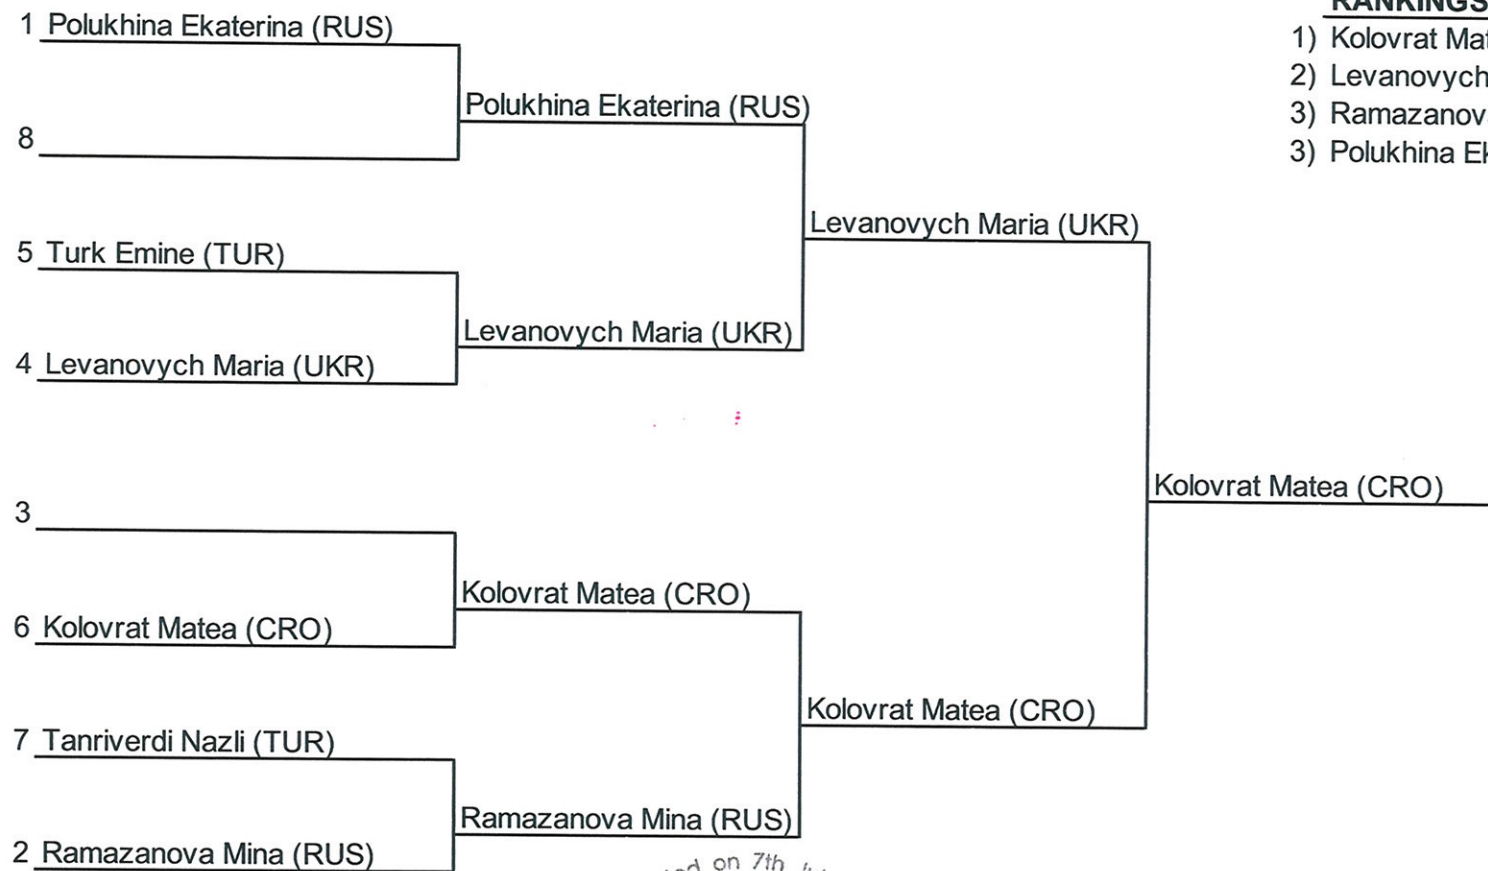 RANKINGS
1) Kolovrat
2) Levanovych
3) Ramazanova
3) Polukhina
1 Polukhina Ekaterina (RUS)
Polukhina Ekaterina (RUS)
8
Levanovych Maria (UKR)
5 Turk Emine (TUR)
Levanovych Maria (UKR)
4 Levanovych Maria (UKR)
Kolovrat Matea (CRO)
3
Kolovrat Matea (CRO)
6 Kolovrat Matea (CRO)
Kolovrat Matea (CRO)
7 Tanriverdi Nazli (TUR)
Ramazanova Mina (RUS)
2 Ramazanova Mina (RUS)
on 7th